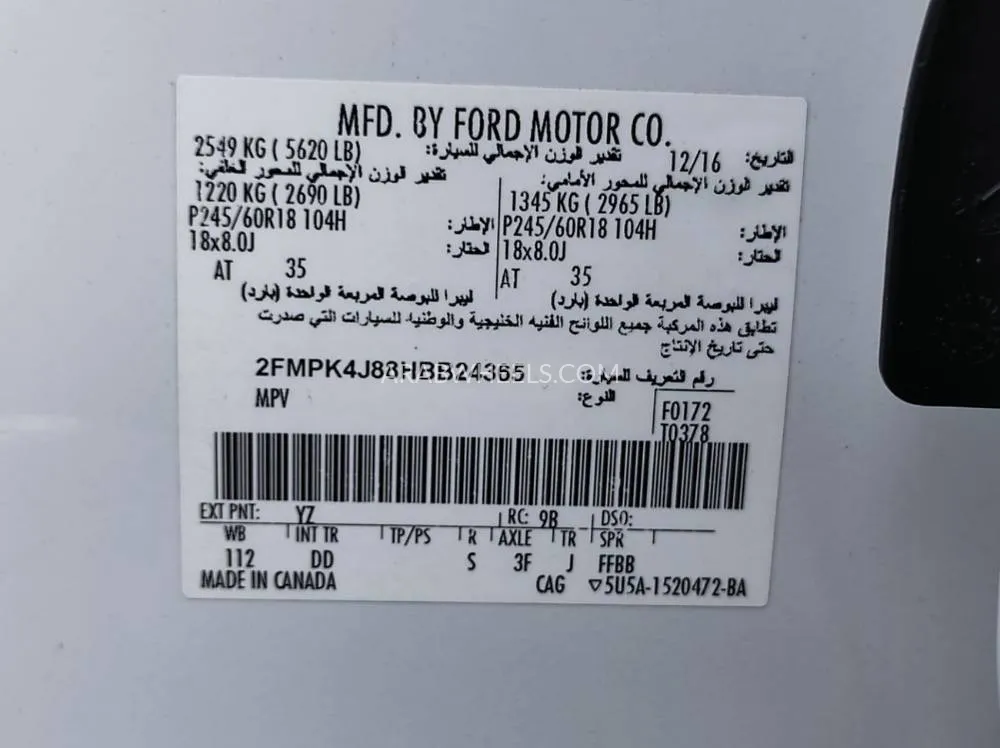 MFD. BY FORD MOTOR CO.
التاريخ: 12/16 تقدير الوزن الإجمالي للسيارة: 2549 KG ( 5620 LB)
تقدير الوزن الإجمالي للمحور الأمامي: تقدير الوزن الإجمالي للمحور الخلفي:
1345 KG ( 2965 LB) 1220 KG ( 2690 LB)
الإطار: P245/60R18 104H الإطار: P245/60R18 104H
الحتار: 18x8.0J الحتار: 18x8.0J
AT 35 AT 35
ليبرا للبوصة المربعة الواحدة (بارد) ليبرا للبوصة المربعة الواحدة (بارد)
تطابق هذه المركبة جميع اللوائح الفنيه الخليجية والوطنيه للسيارات التي صدرت
حتى تاريخ الإنتاج
رقم التعريف للسيارة: 2FMPK4J88HBB24365
النوع: MPV
F0172
T0378
EXT PNT: YZ RC: 9B DSO:
WB INT TR TP/PS R AXLE TR SPR
112 DD S 3F J FFBB
MADE IN CANADA CAG ▽5U5A-1520472-BA